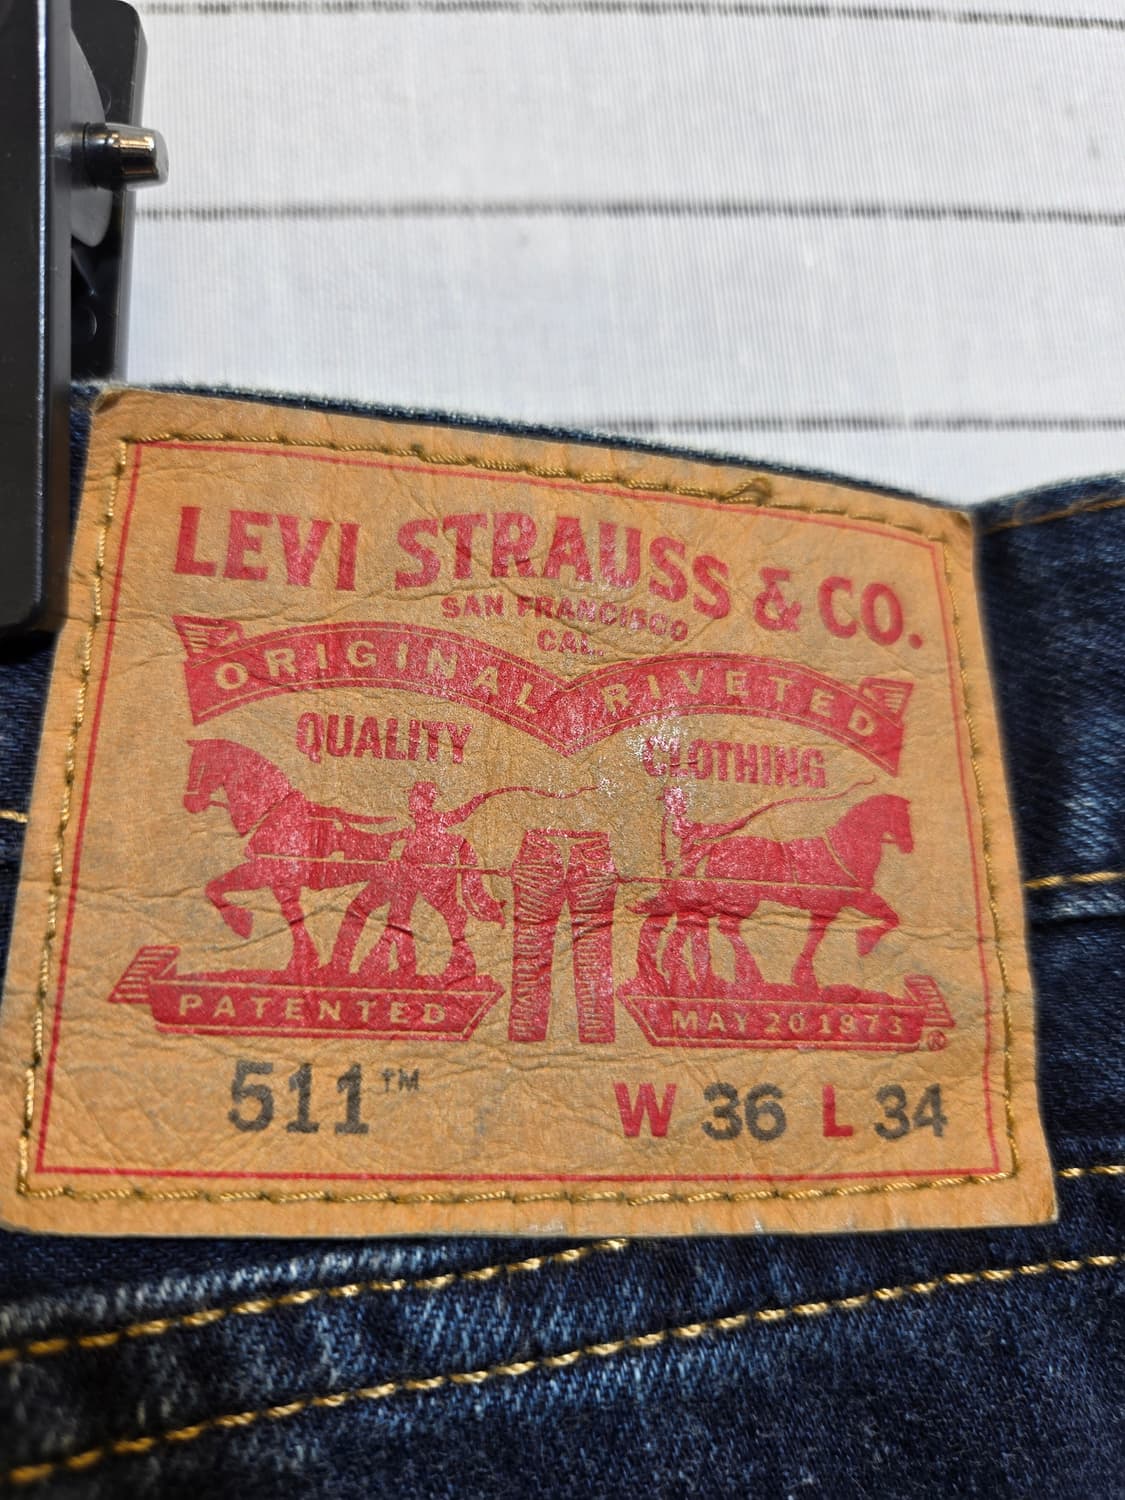 LEVI STRAUSS & CO.
SAN FRANCISCO
CAL.
ORIGINAL RIVETED
QUALITY CLOTHING
PATENTED MAY 20 1873 ®
511™ W 36 L 34